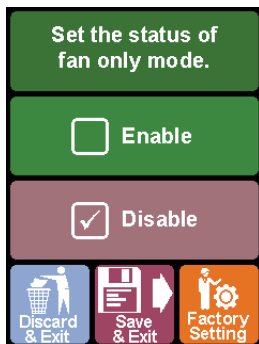 Set the status of
fan only mode.
Enable
Disable
Discard
& Exit
Save
& Exit
Factory
Setting